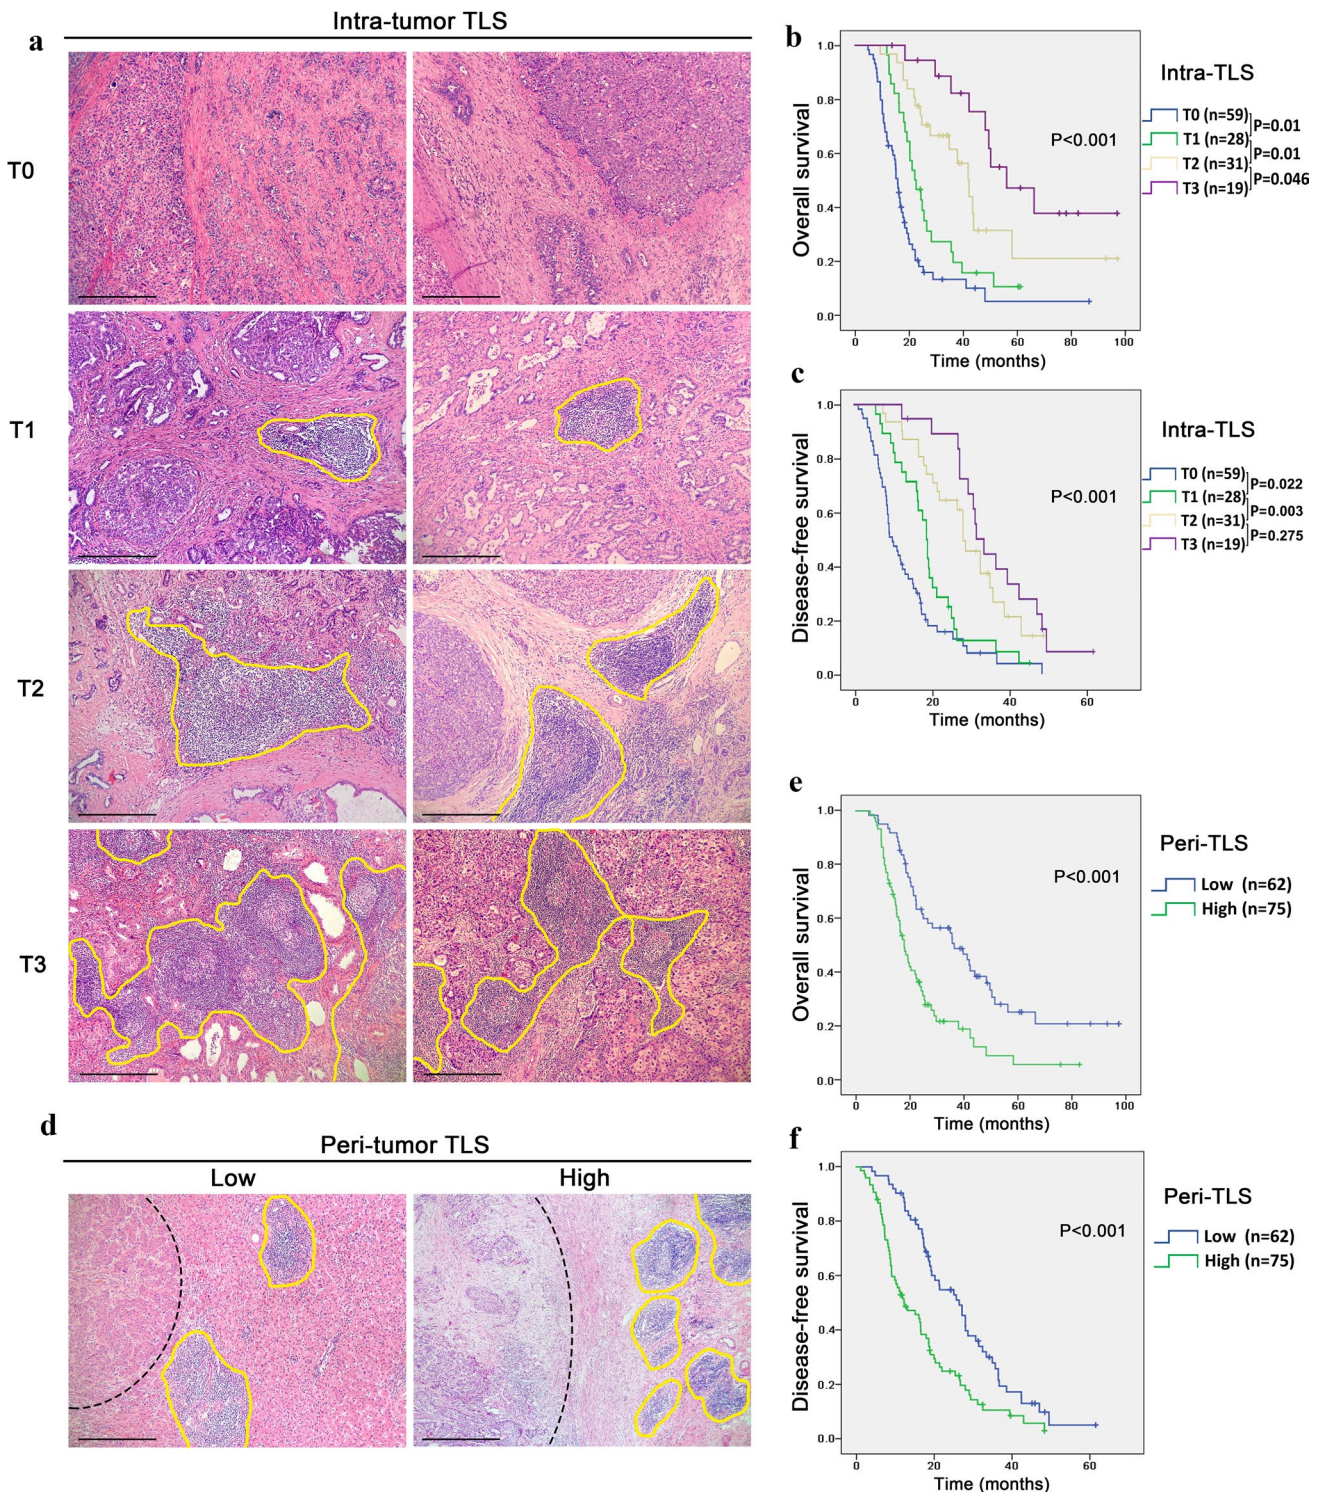 Intra-tumor TLS
a
T0
T1
T2
T3
b
1.0
0.8
0.6
0.4
0.2
0.0
0 20 40 60 80 100
Overall survival
Time (months)
P<0.001
Intra-TLS
T0 (n=59)
T1 (n=28)
T2 (n=31)
T3 (n=19)
P=0.01
P=0.01
P=0.046
c
1.0
0.8
0.6
0.4
0.2
0.0
0 20 40 60
Disease-free survival
Time (months)
P<0.001
Intra-TLS
T0 (n=59)
T1 (n=28)
T2 (n=31)
T3 (n=19)
P=0.022
P=0.003
P=0.275
d
Peri-tumor TLS
Low High
e
1.0
0.8
0.6
0.4
0.2
0.0
0 20 40 60 80 100
Overall survival
Time (months)
P<0.001
Peri-TLS
Low (n=62)
High (n=75)
f
1.0
0.8
0.6
0.4
0.2
0.0
0 20 40 60
Disease-free survival
Time (months)
P<0.001
Peri-TLS
Low (n=62)
High (n=75)